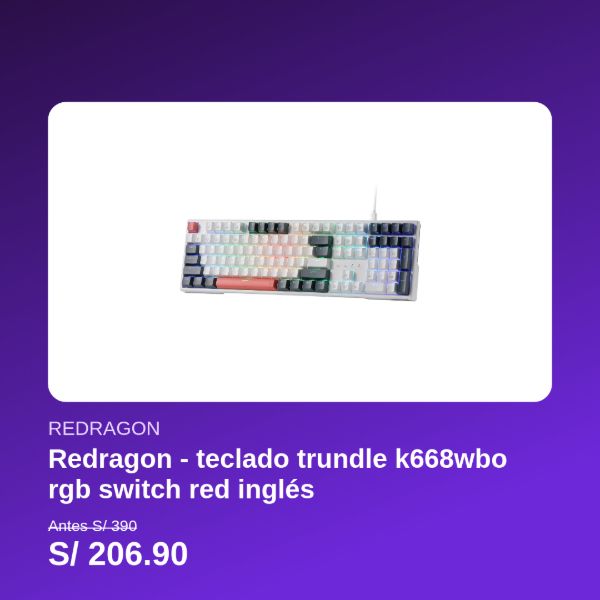 REDRAGON
Redragon - teclado trundle k668wbo
rgb switch red inglés
Antes S/ 390
S/ 206.90